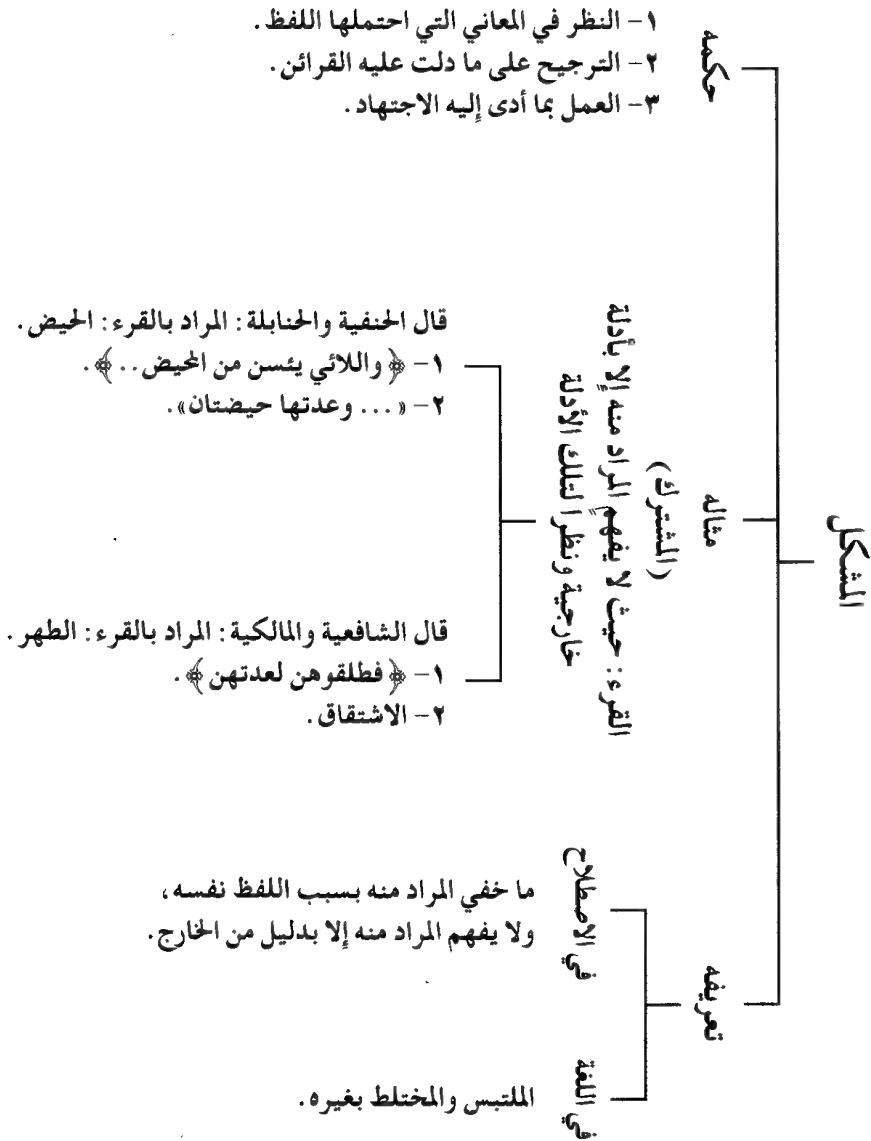 المشكل
تعريفه
في اللغة
الملتبس والمختلط بغيره.
في الاصطلاح
ما خفي المراد منه بسبب اللفظ نفسه،
ولا يفهم المراد منه إلا بدليل من الخارج.
مثاله
(المشترك)
القرء: حيث لا يفهم المراد منه إلا بأدلة
خارجية ونظراً لتلك الأدلة
قال الشافعية والمالكية: المراد بالقرء: الطهر.
١- ﴿فطلقوهن لعدتهن﴾.
٢- الاشتقاق.
قال الحنفية والحنابلة: المراد بالقرء: الحيض.
١- ﴿واللائي يئسن من المحيض..﴾.
٢- «... وعدتها حيضتان».
حكمه
١- النظر في المعاني التي احتملها اللفظ.
٢- الترجيح على ما دلت عليه القرائن.
٣- العمل بما أدى إليه الاجتهاد.